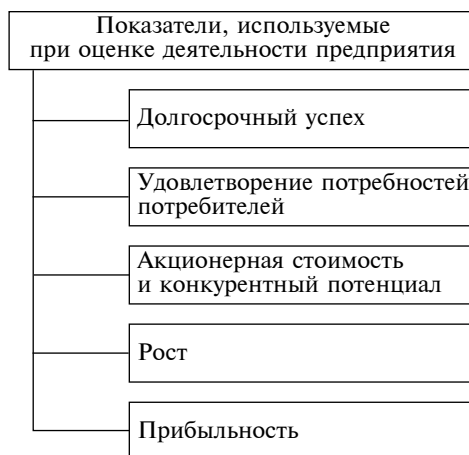 Показатели, используемые
при оценке деятельности предприятия
Долгосрочный успех
Удовлетворение потребностей
потребителей
Акционерная стоимость
и конкурентный потенциал
Рост
Прибыльность